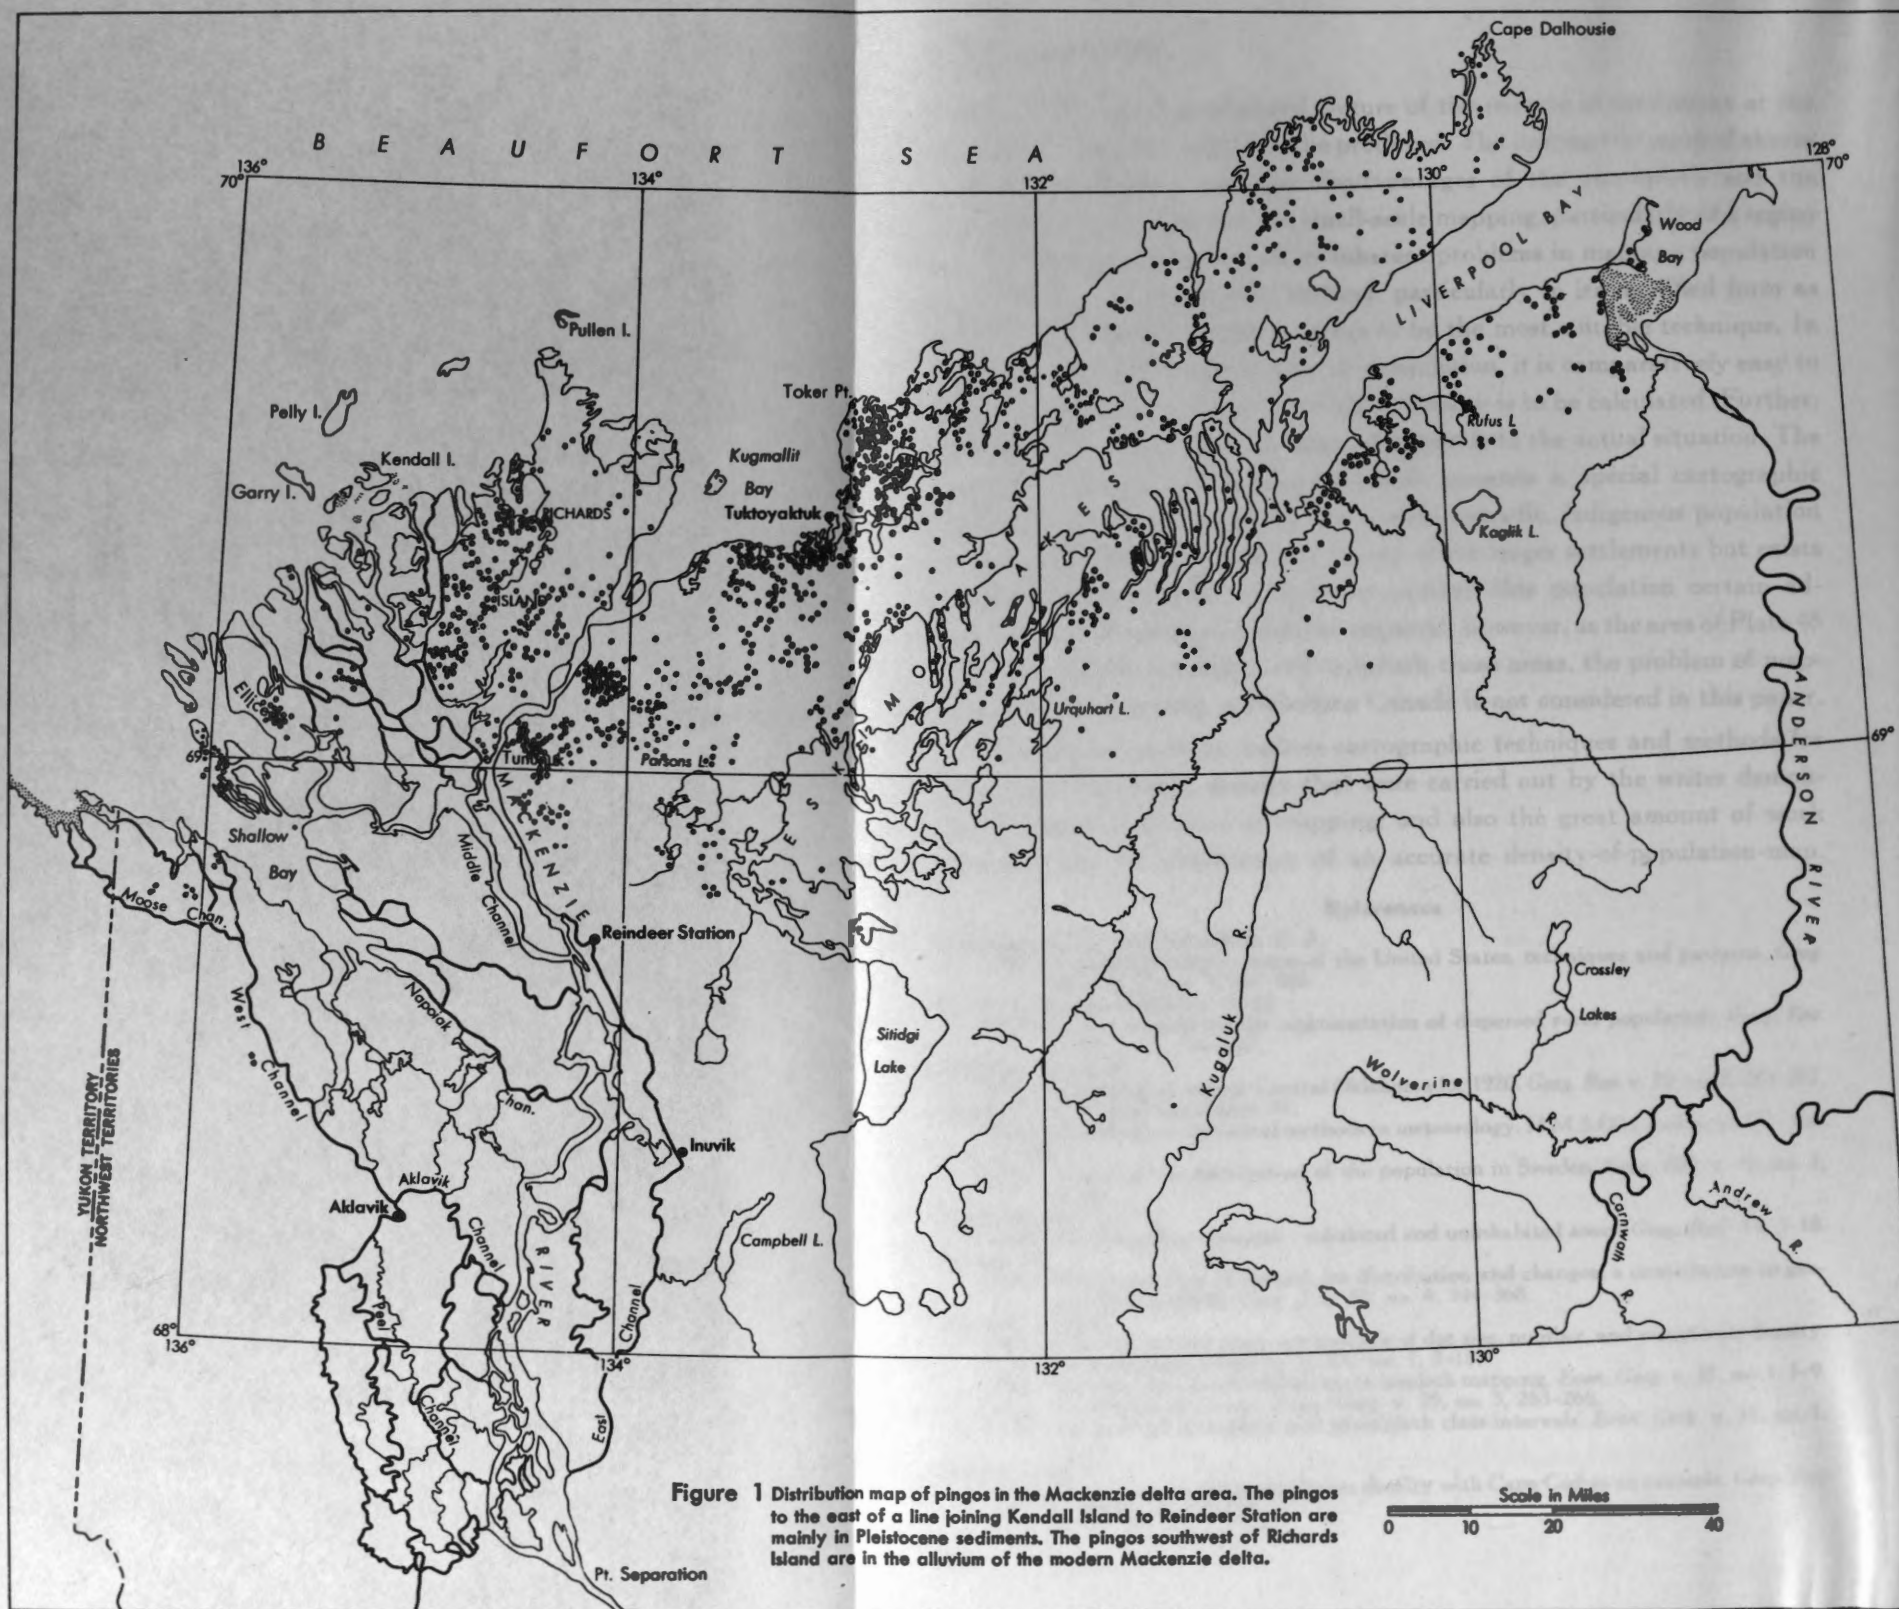 Cape Dalhousie
BEAUFORT SEA
136°
134°
132°
130°
128°
70°
70°
LIVERPOOL BAY
Wood
Bay
Pullen I.
Pelly I.
Toker Pt.
Rufus L.
Kendall I.
Kugmallit
Bay
Garry I.
RICHARDS
Tuktoyaktuk
Kaglik L.
ISLAND
ESKIMO LAKES
Ellice
Urquhart L.
ANDERSON RIVER
69°
69°
Parsons L.
MACKENZIE
Shallow
Bay
Middle Channel
Moose Chan.
Reindeer Station
West
Channel
Napoiak
Chan.
Crossley
Lakes
Sitidgi
Lake
Kugaluk R.
Wolverine
R.
YUKON TERRITORY
NORTHWEST TERRITORIES
Inuvik
Aklavik
Aklavik
Channel
RIVER
Campbell L.
Andrew
R.
Carnwath
R.
Peel
Channel
East
Channel
68°
136°
134°
132°
130°
Pt. Separation
Figure 1 Distribution map of pingos in the Mackenzie delta area. The pingos
to the east of a line joining Kendall Island to Reindeer Station are
mainly in Pleistocene sediments. The pingos southwest of Richards
Island are in the alluvium of the modern Mackenzie delta.
Scale in Miles
0 10 20 40